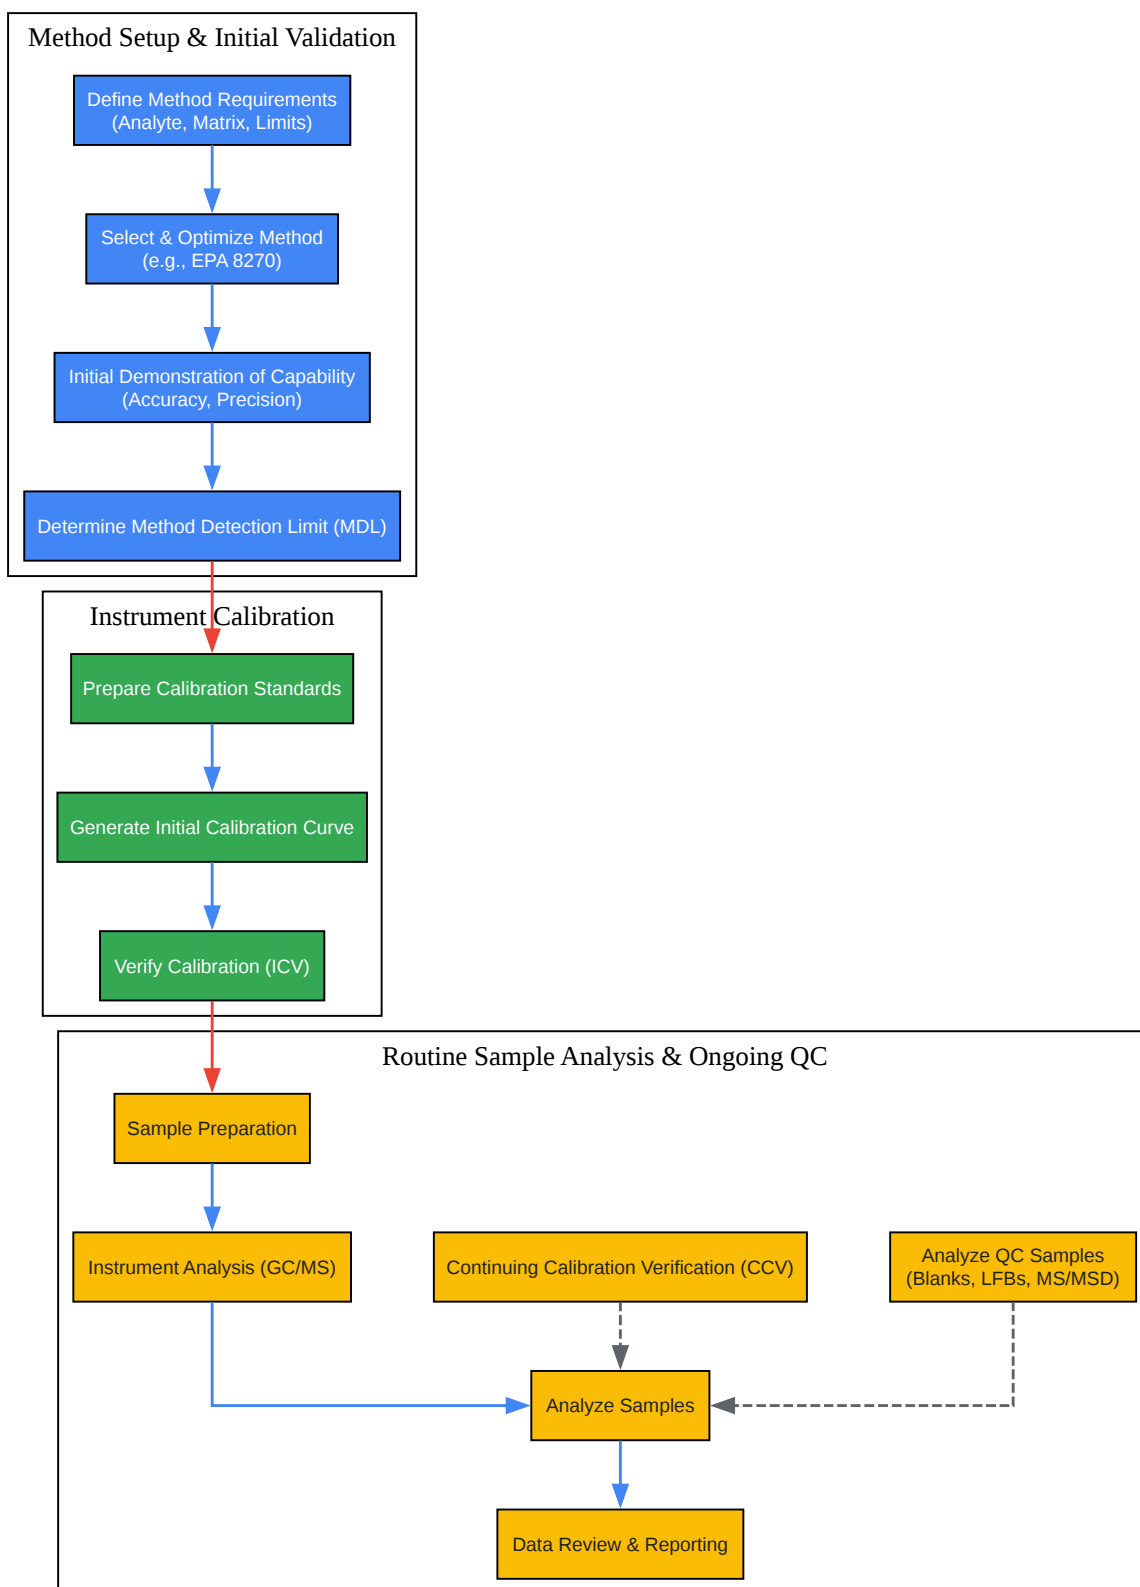 Method Setup & Initial Validation
Define Method Requirements
(Analyte, Matrix, Limits)
Select & Optimize Method
(e.g., EPA 8270)
Initial Demonstration of Capability
(Accuracy, Precision)
Determine Method Detection Limit (MDL)
Instrument Calibration
Prepare Calibration Standards
Generate Initial Calibration Curve
Verify Calibration (ICV)
Routine Sample Analysis & Ongoing QC
Sample Preparation
Instrument Analysis (GC/MS)
Continuing Calibration Verification (CCV)
Analyze QC Samples
(Blanks, LFBs, MS/MSD)
Analyze Samples
Data Review & Reporting